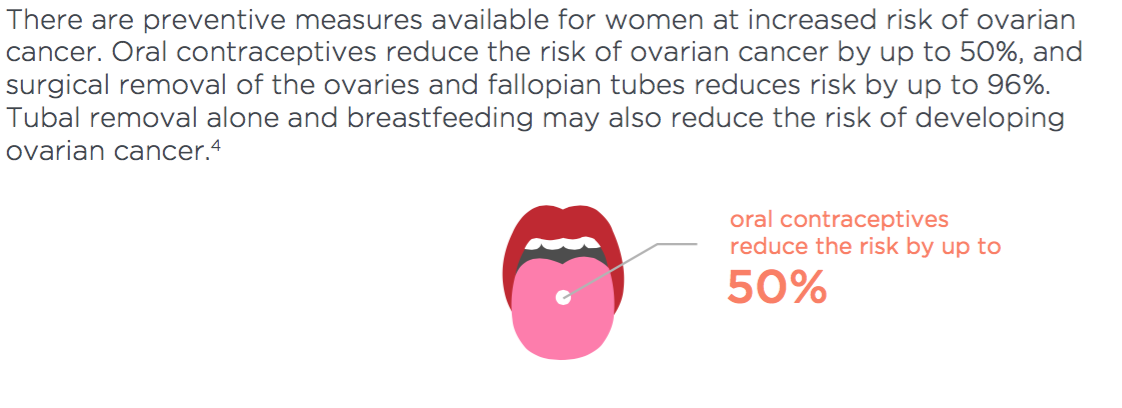 There are preventive measures available for women at increased risk of ovarian
cancer. Oral contraceptives reduce the risk of ovarian cancer by up to 50%, and
surgical removal of the ovaries and fallopian tubes reduces risk by up to 96%.
Tubal removal alone and breastfeeding may also reduce the risk of developing
ovarian cancer.⁴
oral contraceptives
reduce the risk by up to
50%